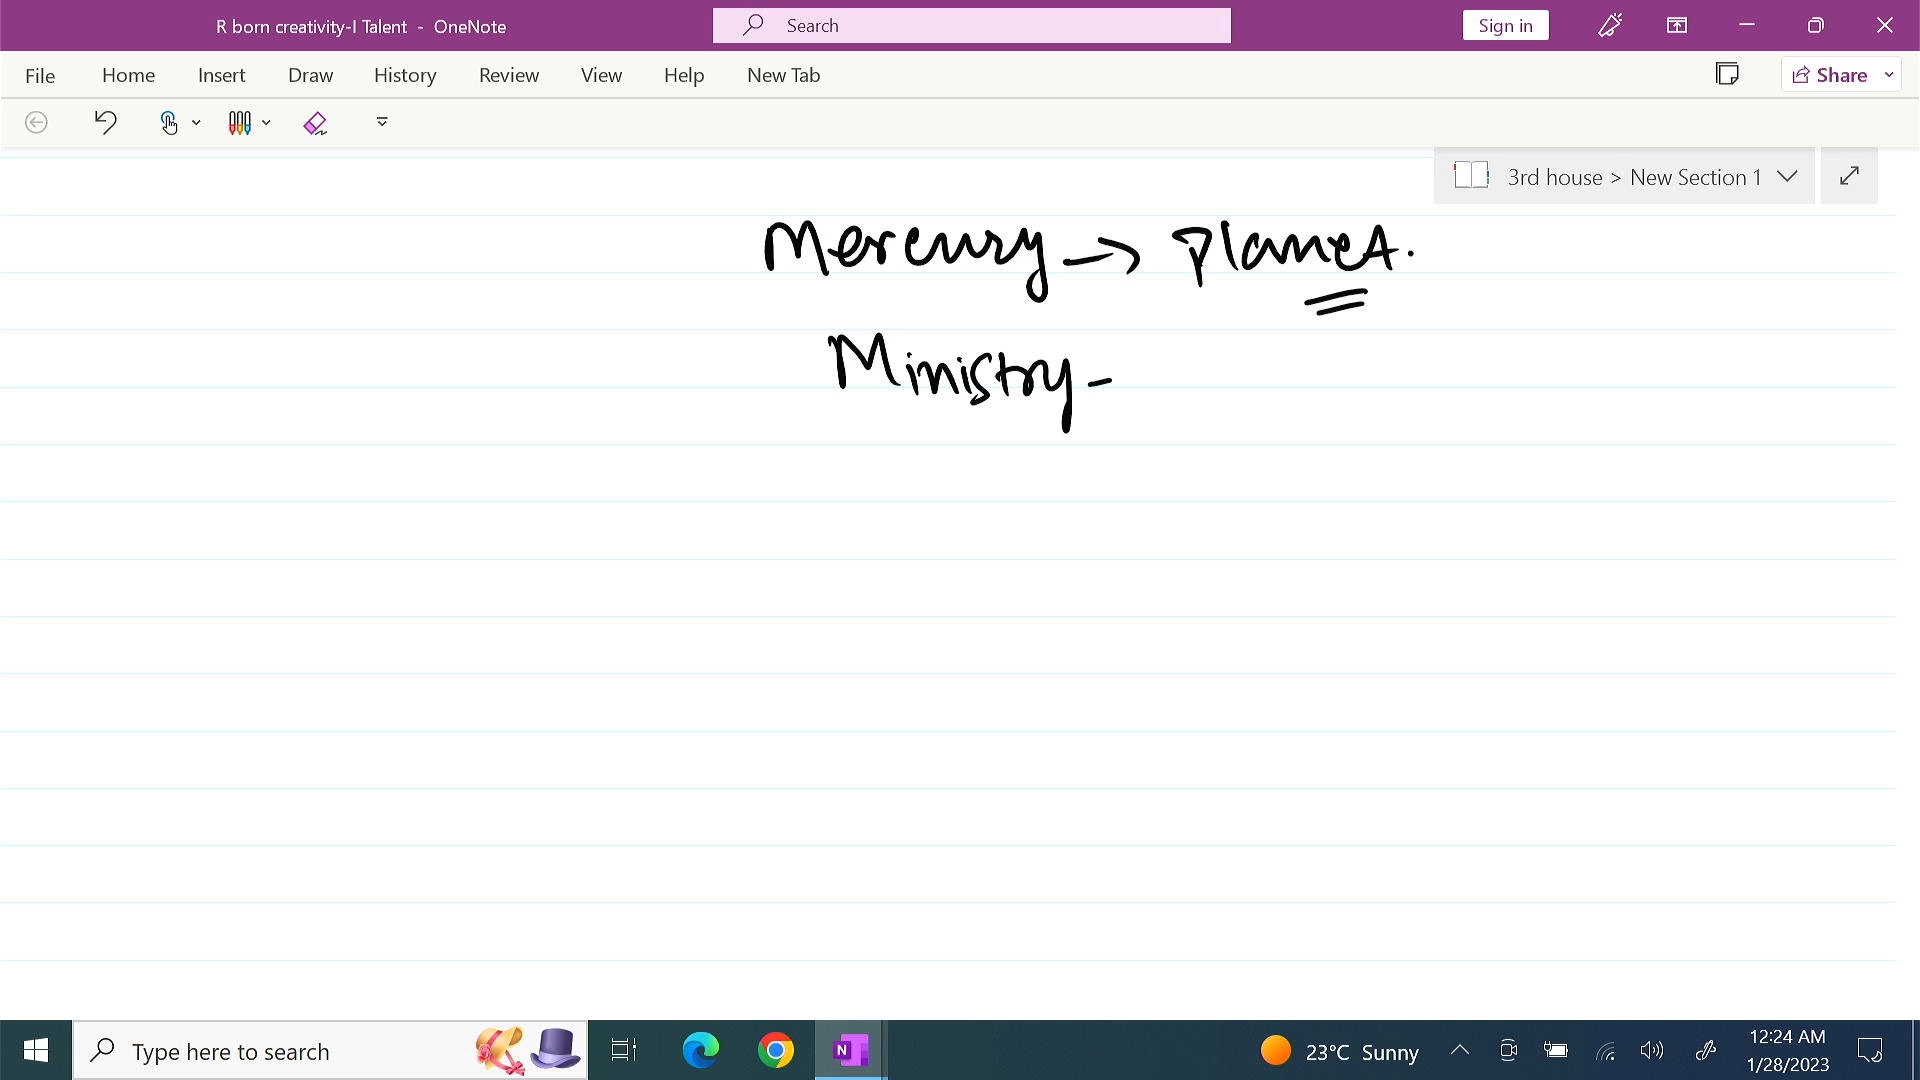 R born creativity-I Talent - OneNote
Search
Sign in
File Home Insert Draw History Review View Help New Tab
Share
3rd house > New Section 1
Mercury → Planet.
Ministry -
Type here to search
N
23°C Sunny
12:24 AM
1/28/2023